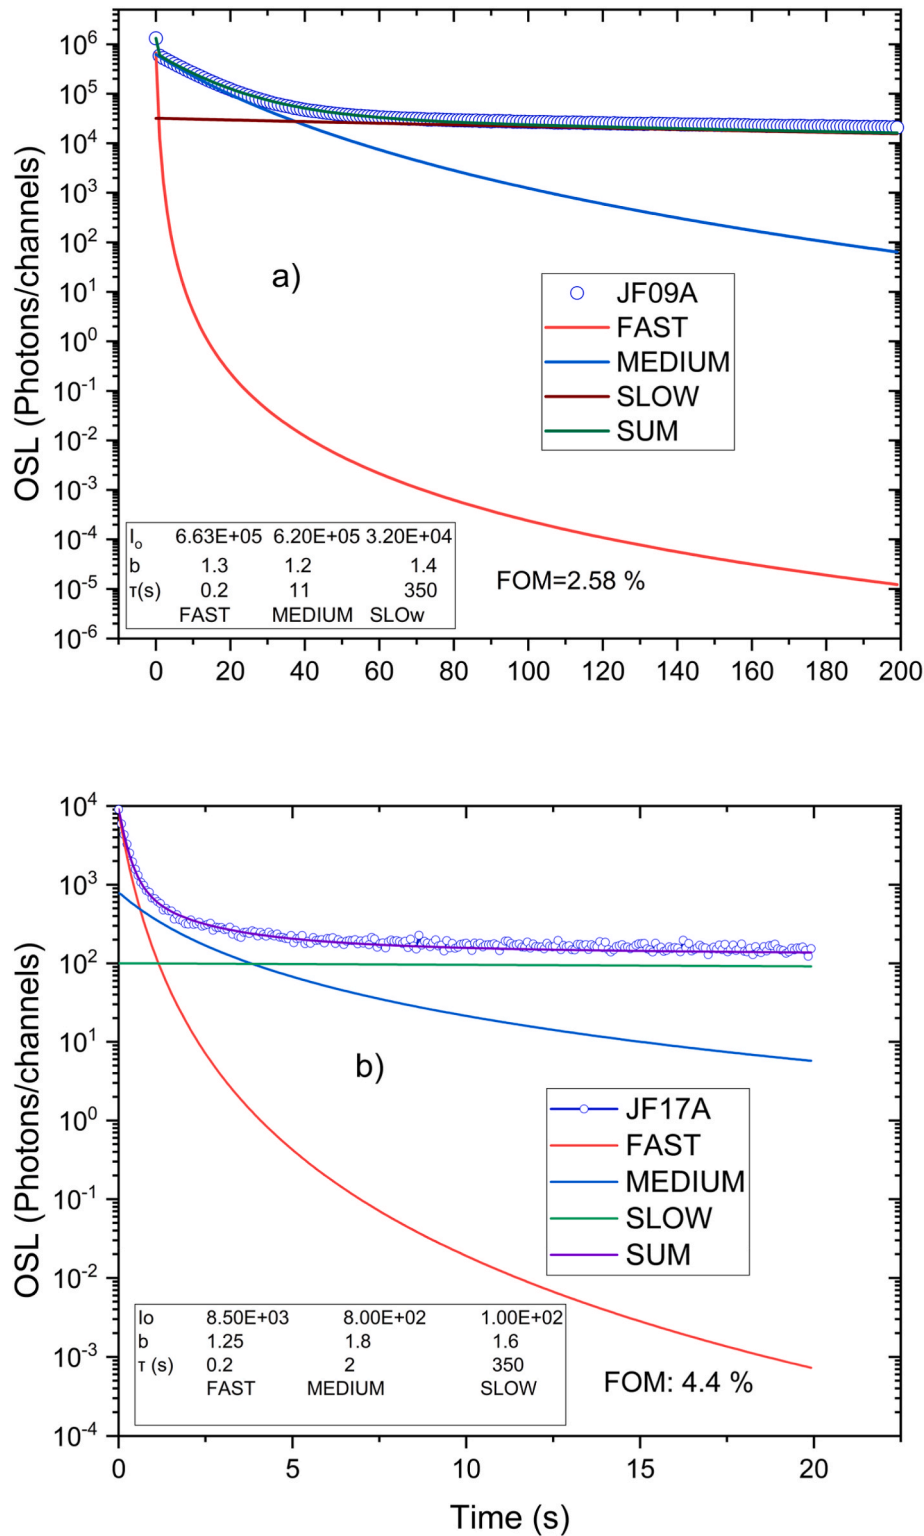 OSL (Photons/channels)
10^6
10^5
10^4
10^3
10^2
10^1
10^0
10^-1
10^-2
10^-3
10^-4
10^-5
10^-6
a)
JF09A
FAST
MEDIUM
SLOW
SUM
I_o 6.63E+05 6.20E+05 3.20E+04
b 1.3 1.2 1.4
τ(s) 0.2 11 350
FAST MEDIUM SLOw
FOM=2.58 %
0 20 40 60 80 100 120 140 160 180 200
OSL (Photons/channels)
10^4
10^3
10^2
10^1
10^0
10^-1
10^-2
10^-3
10^-4
b)
JF17A
FAST
MEDIUM
SLOW
SUM
Io 8.50E+03 8.00E+02 1.00E+02
b 1.25 1.8 1.6
τ (s) 0.2 2 350
FAST MEDIUM SLOW
FOM: 4.4 %
0 5 10 15 20
Time (s)